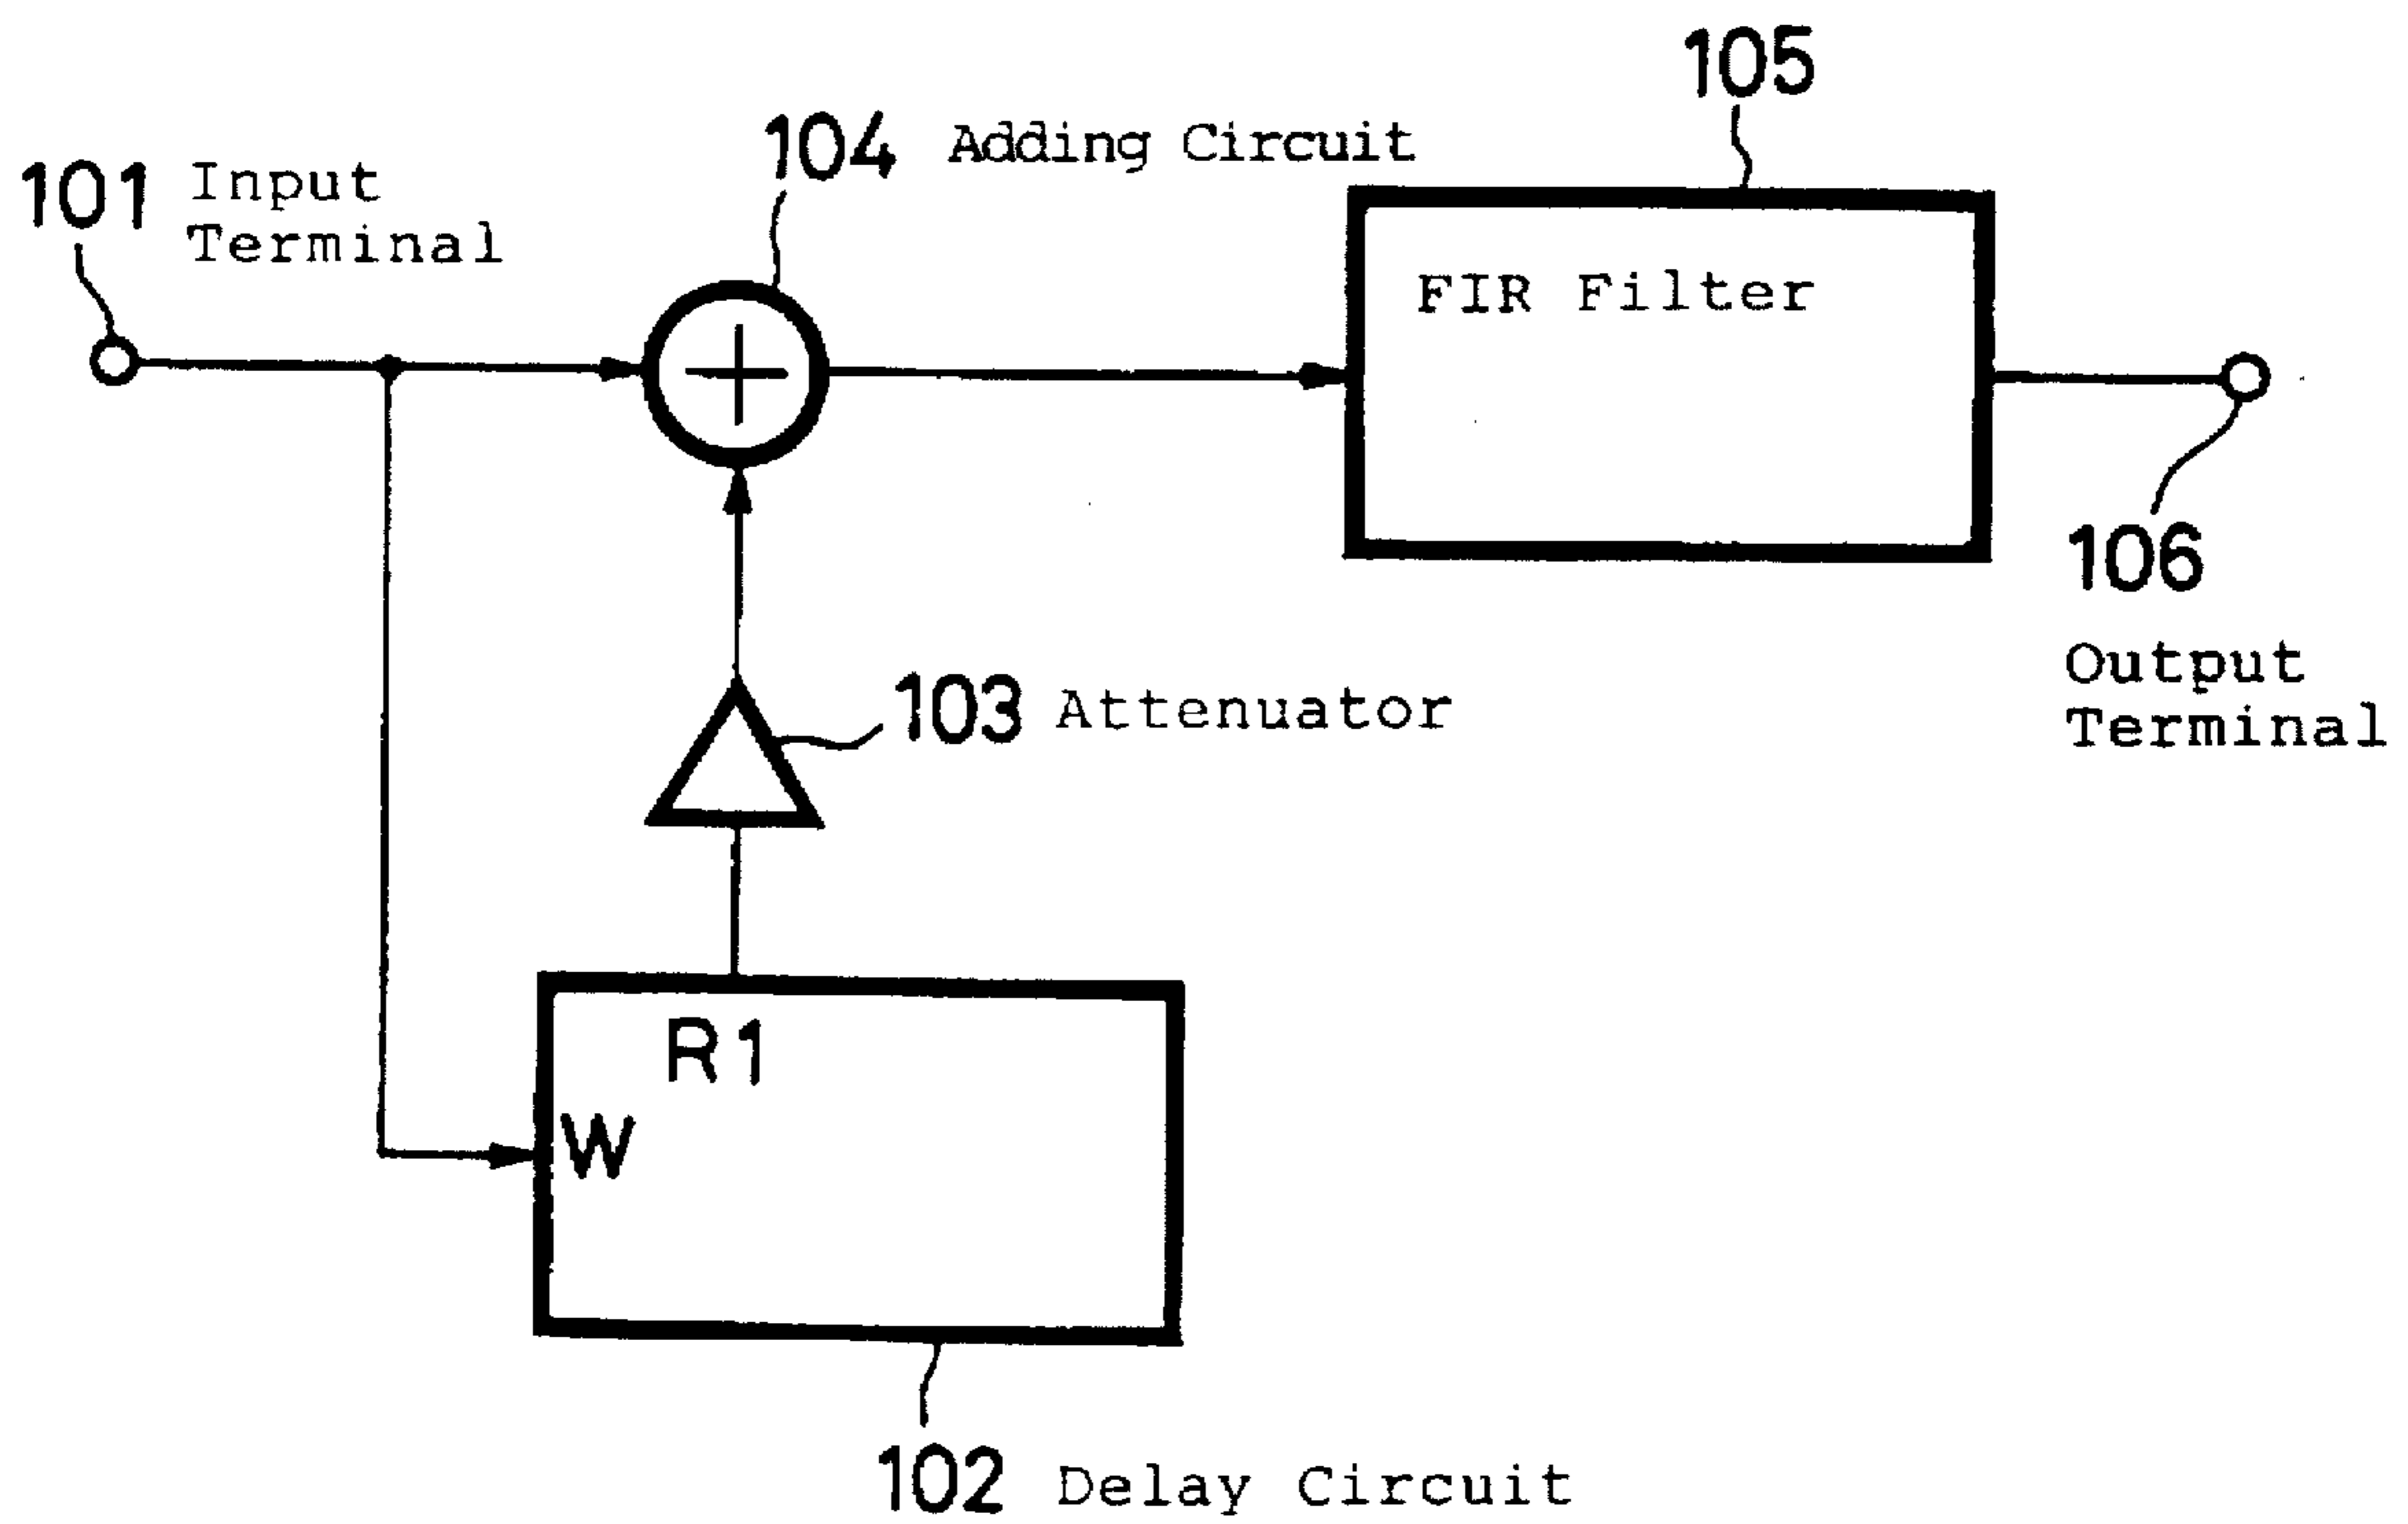 105
104 Adding Circuit
101 Input
Terminal
FIR Filter
106
Output
Terminal
103 Attenuator
R1
W
102 Delay Circuit